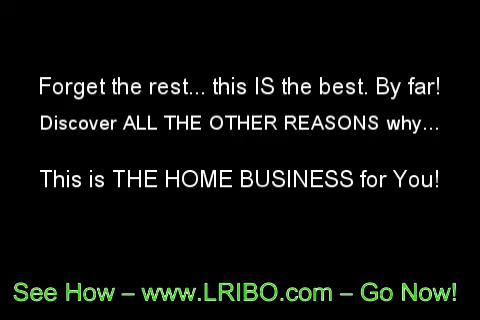 Forget the rest... this IS the best. By far!
Discover ALL THE OTHER REASONS why...
This is THE HOME BUSINESS for You!
See How – www.LRIBO.com – Go Now!